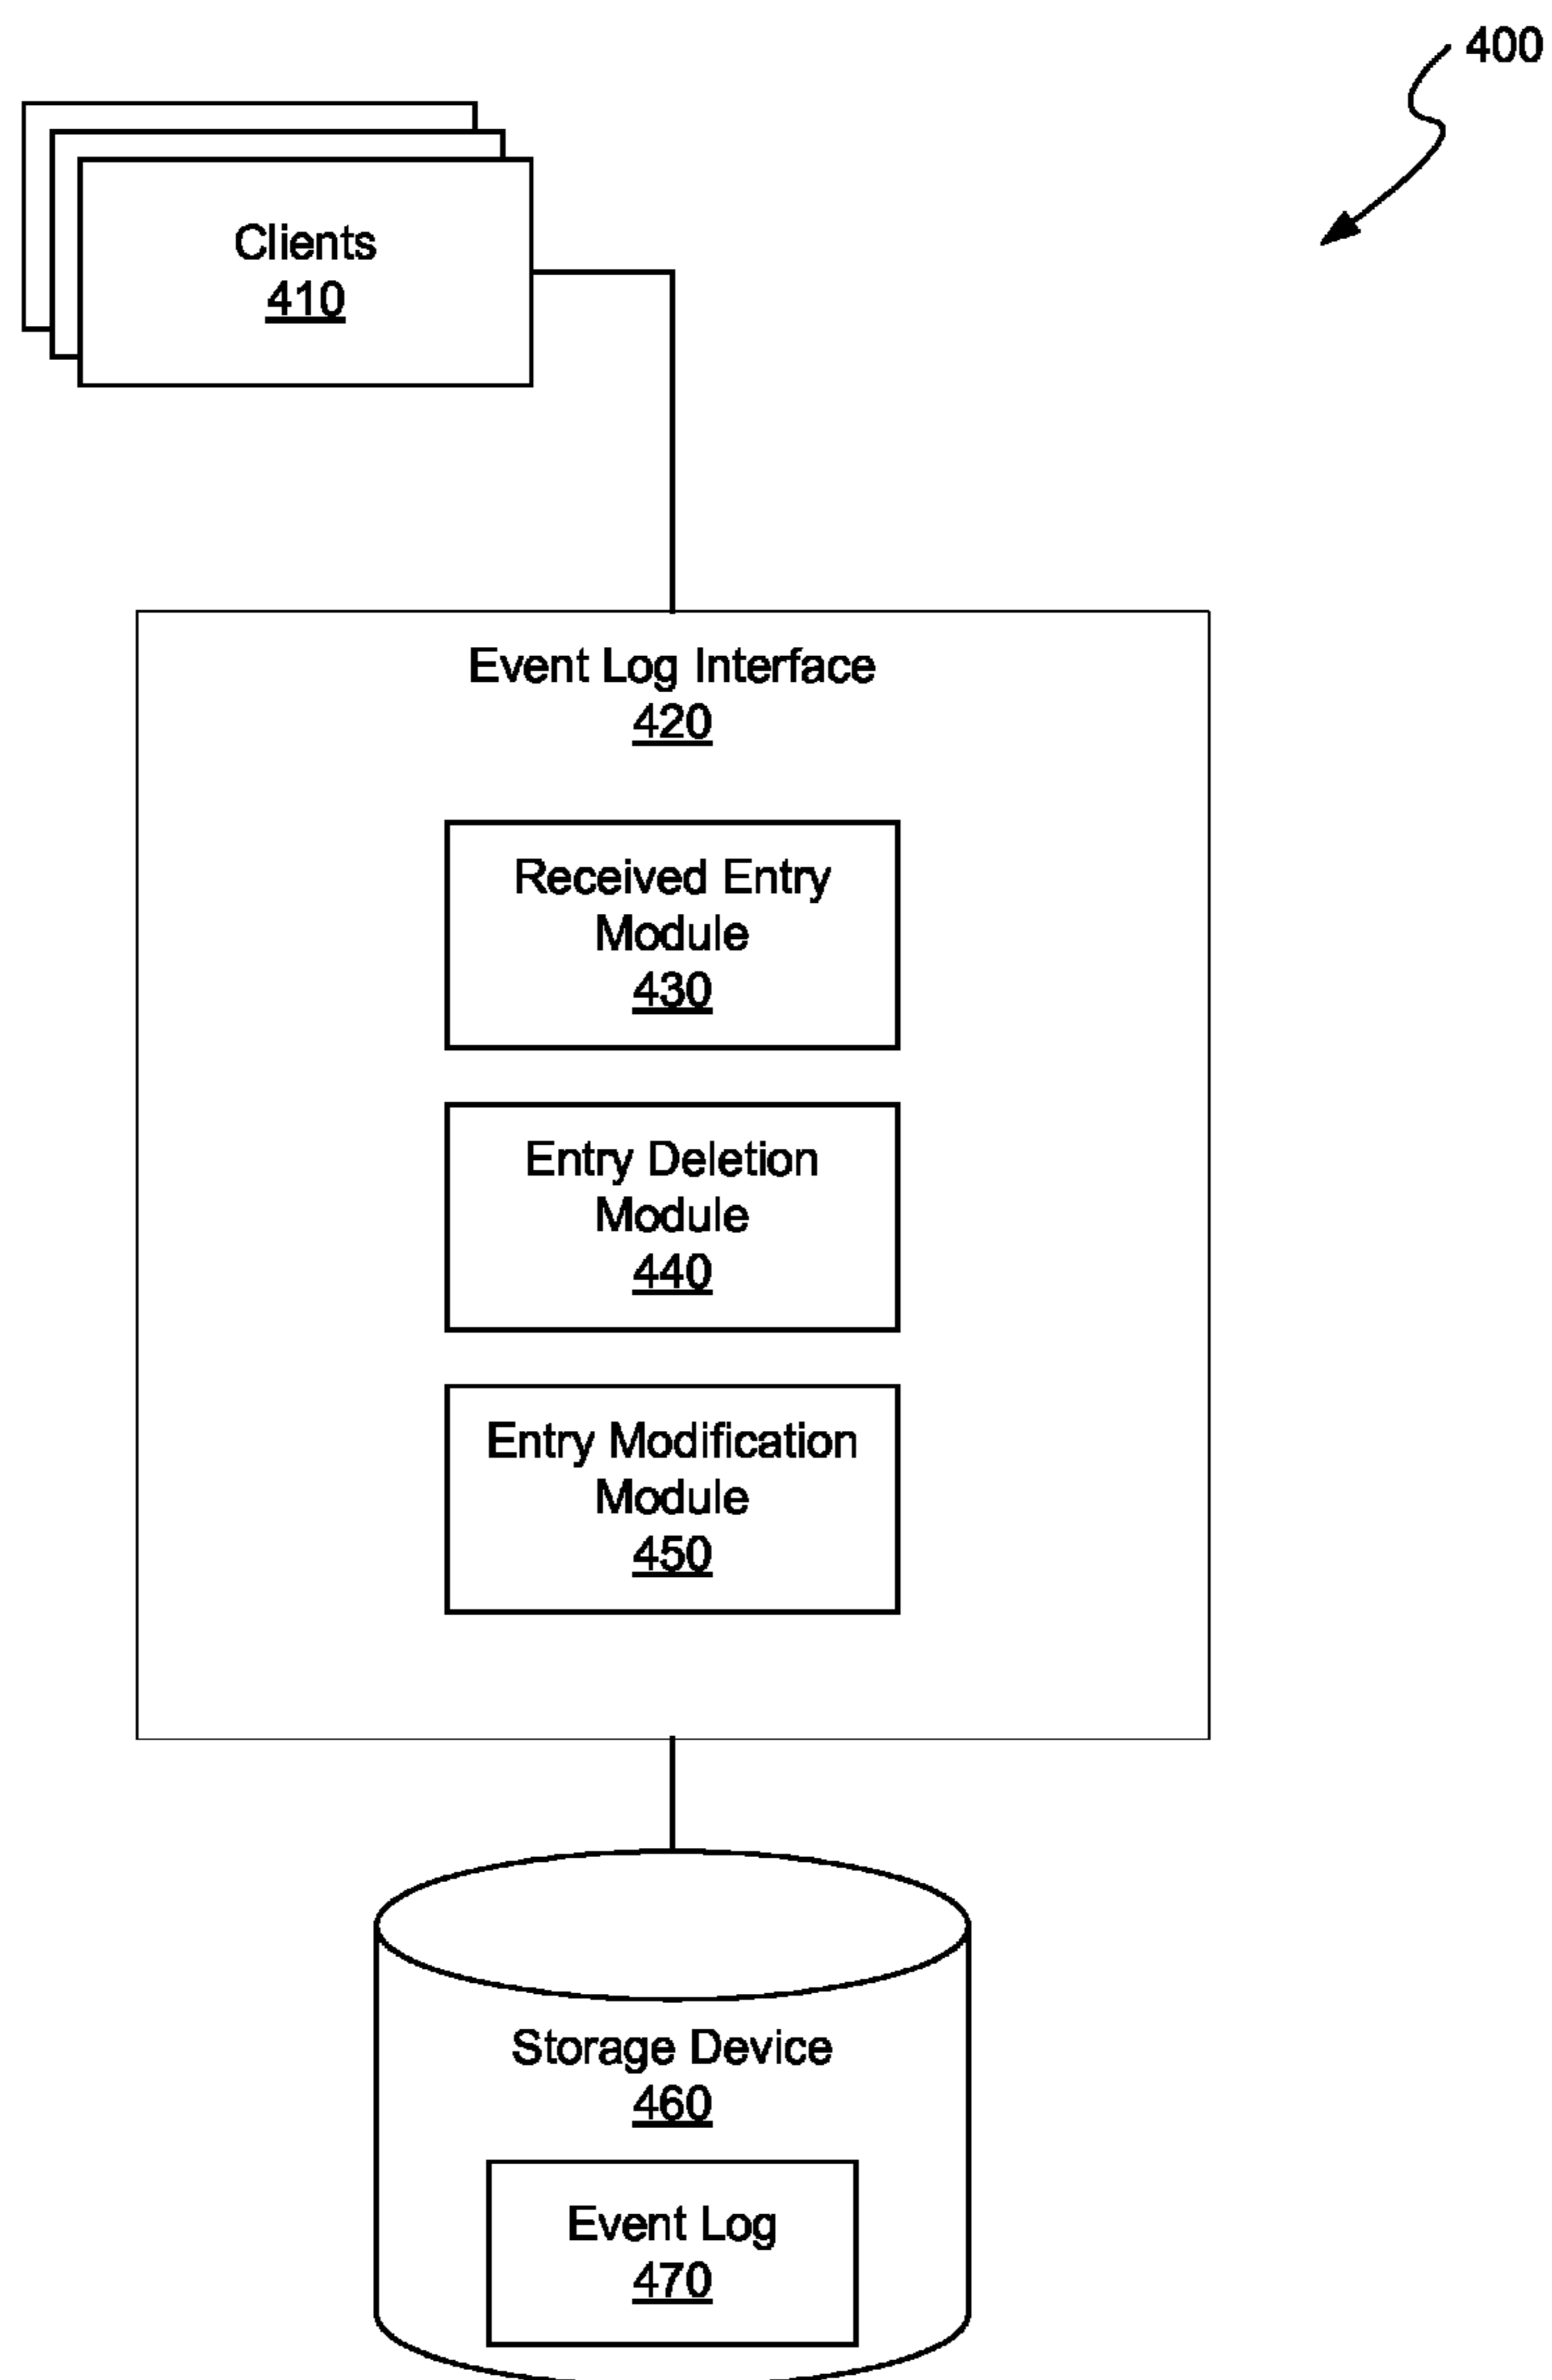 400
Clients
410
Event Log Interface
420
Received Entry
Module
430
Entry Deletion
Module
440
Entry Modification
Module
450
Storage Device
460
Event Log
470